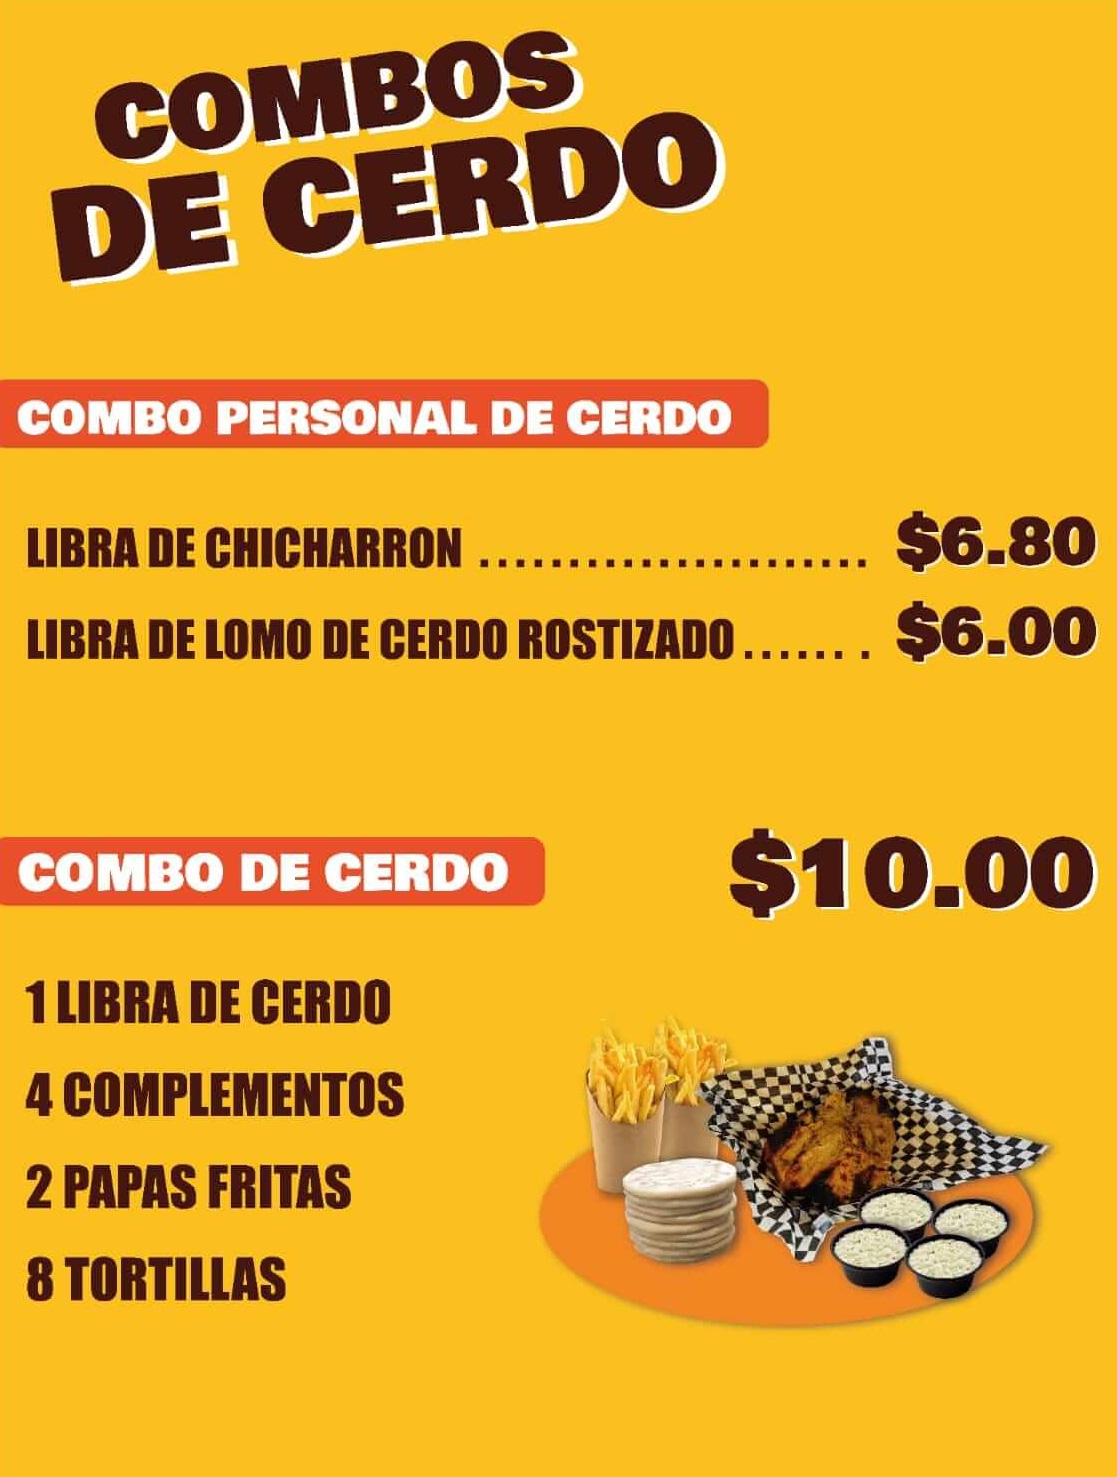 COMBOS
DE CERDO
COMBO PERSONAL DE CERDO
LIBRA DE CHICHARRON ...................... $6.80
LIBRA DE LOMO DE CERDO ROSTIZADO ...... . $6.00
COMBO DE CERDO $10.00
1 LIBRA DE CERDO
4 COMPLEMENTOS
2 PAPAS FRITAS
8 TORTILLAS